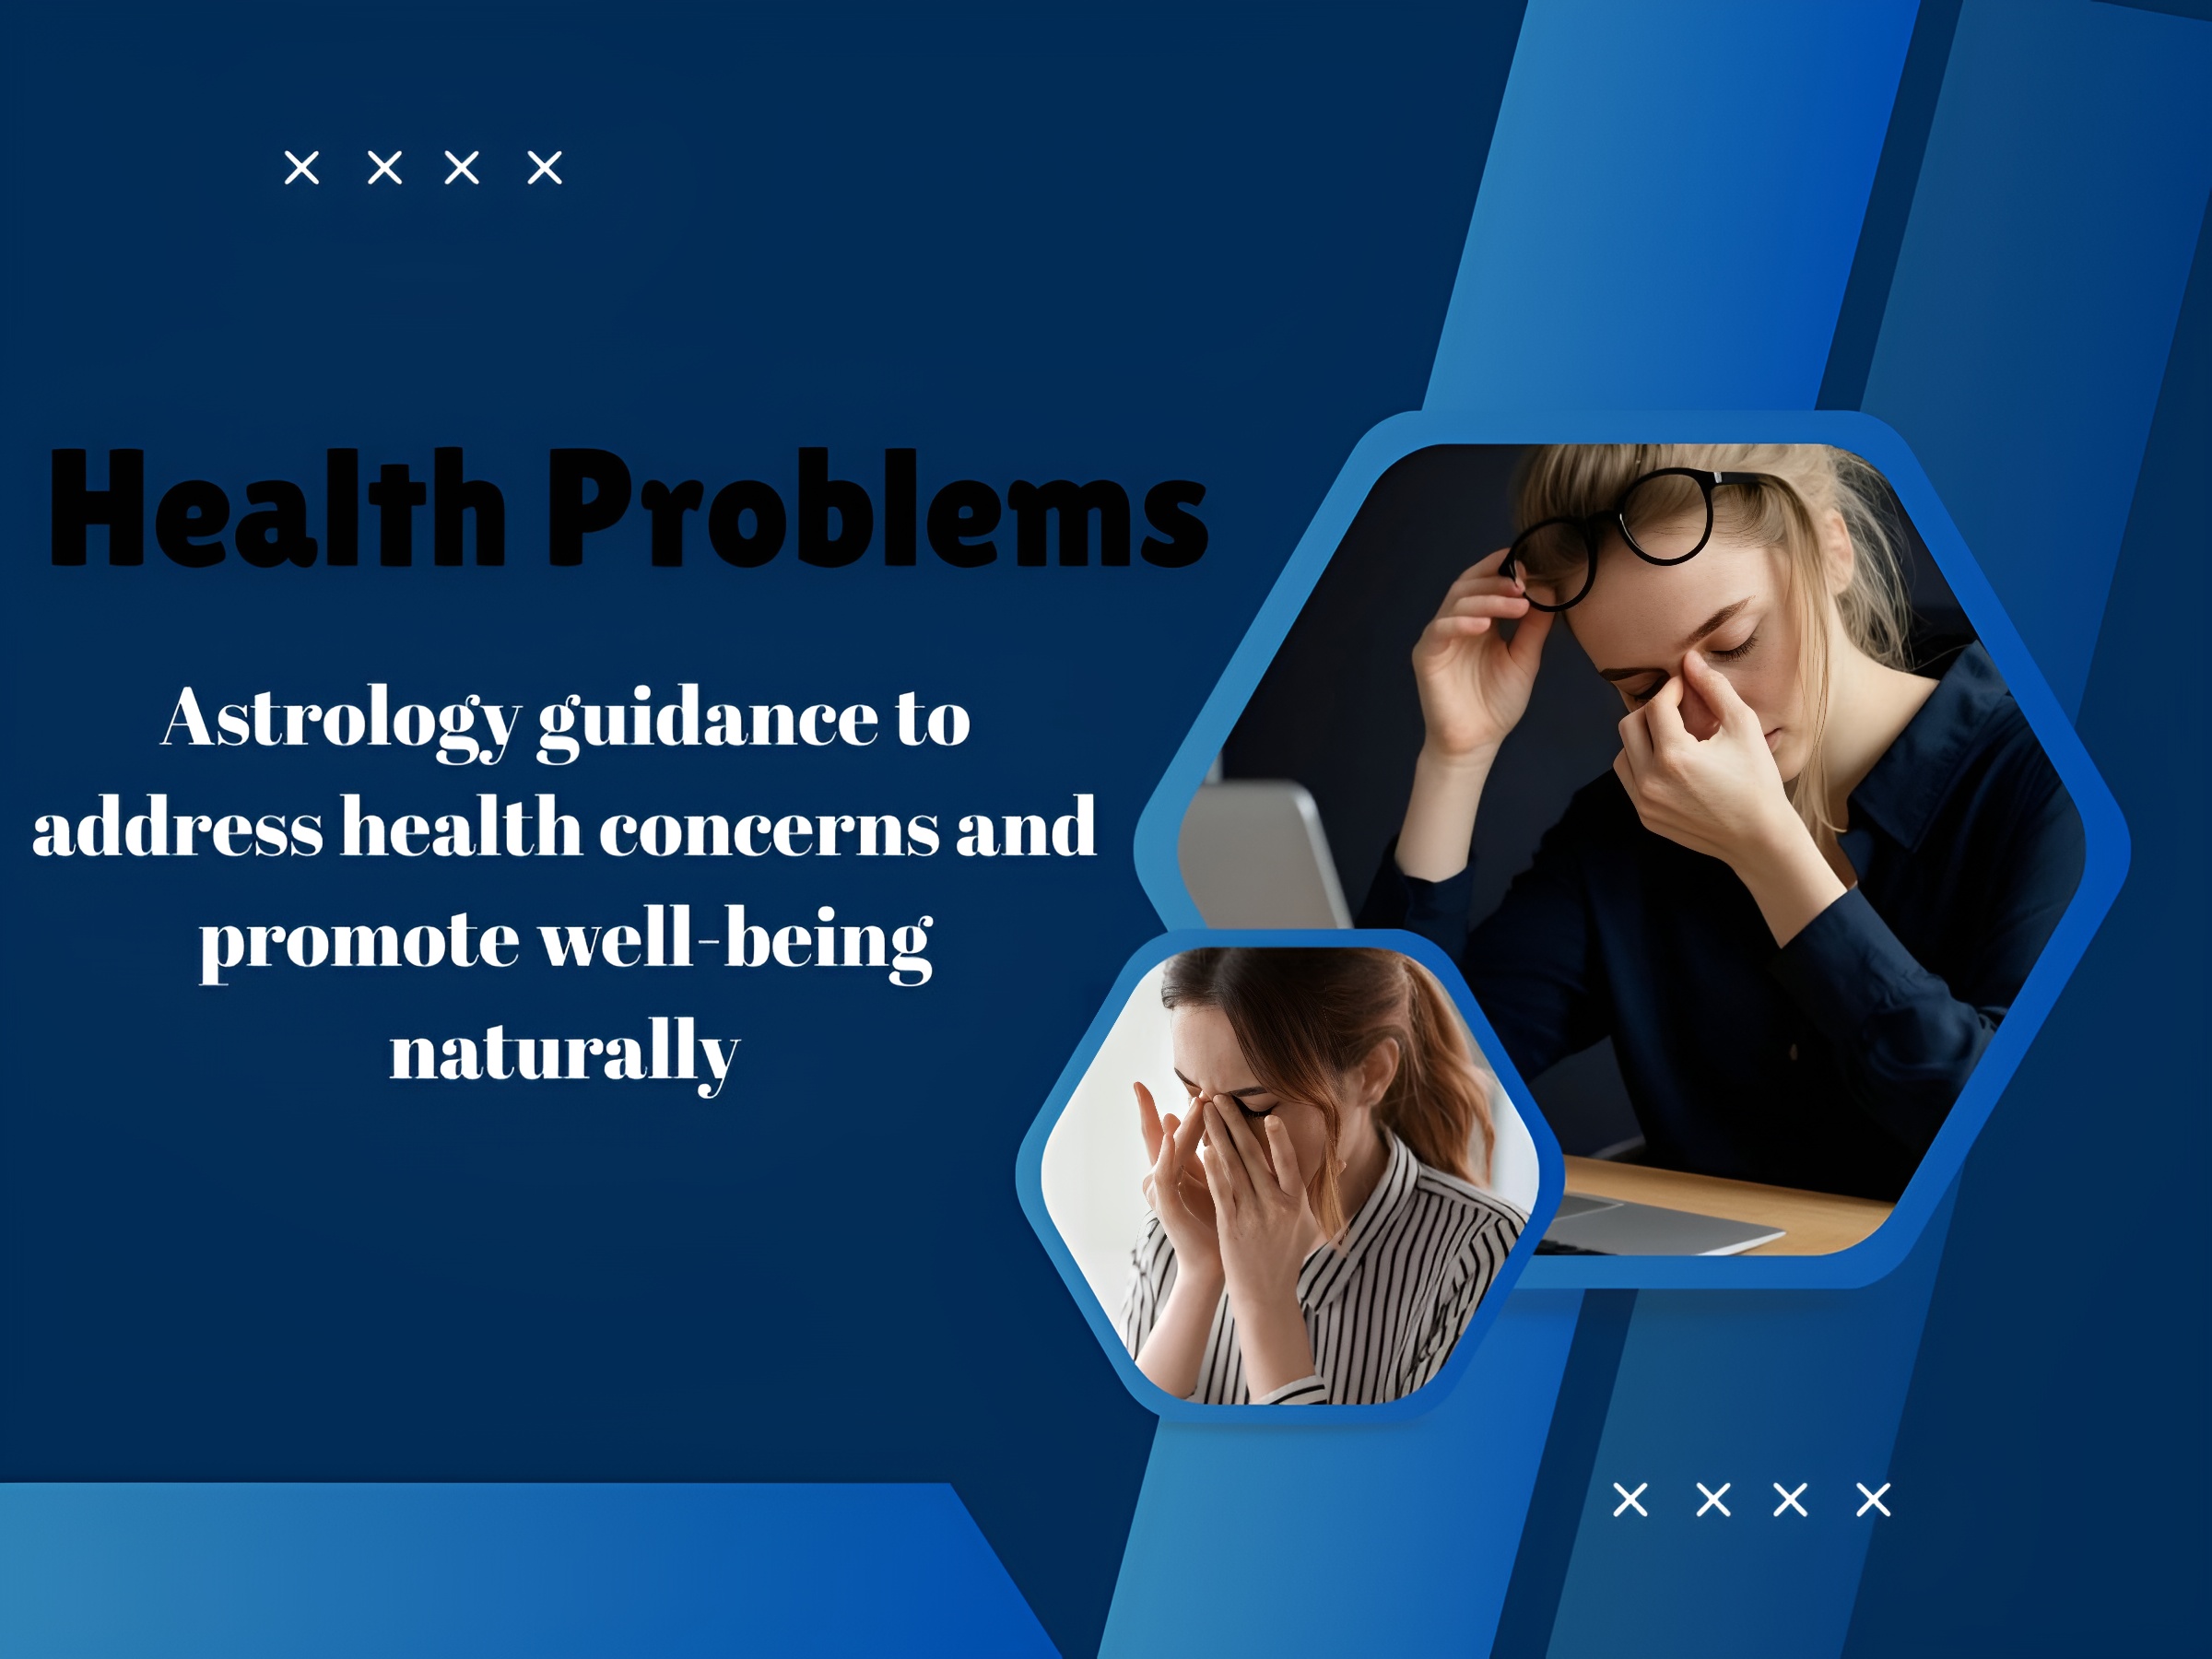 Health Problems
Astrology guidance to
address health concerns and
promote well-being
naturally